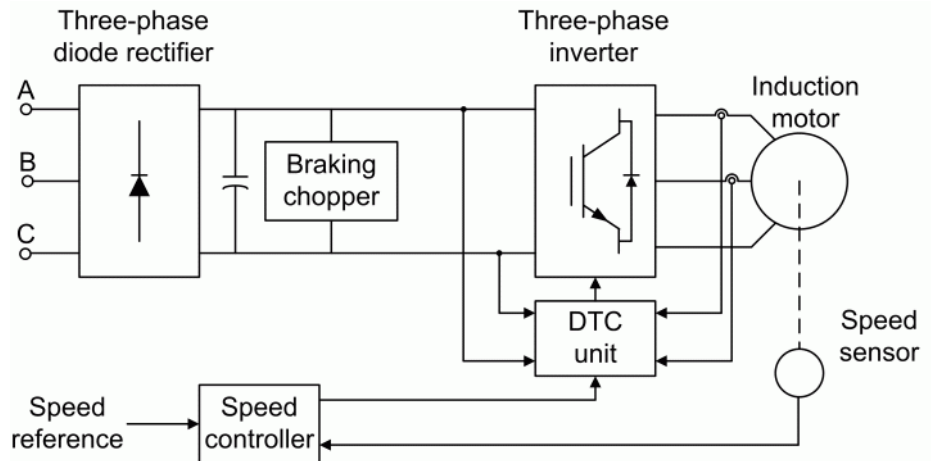 Three-phase
diode rectifier
Three-phase
inverter
A
B
C
Braking
chopper
Induction
motor
DTC
unit
Speed
sensor
Speed
reference
Speed
controller